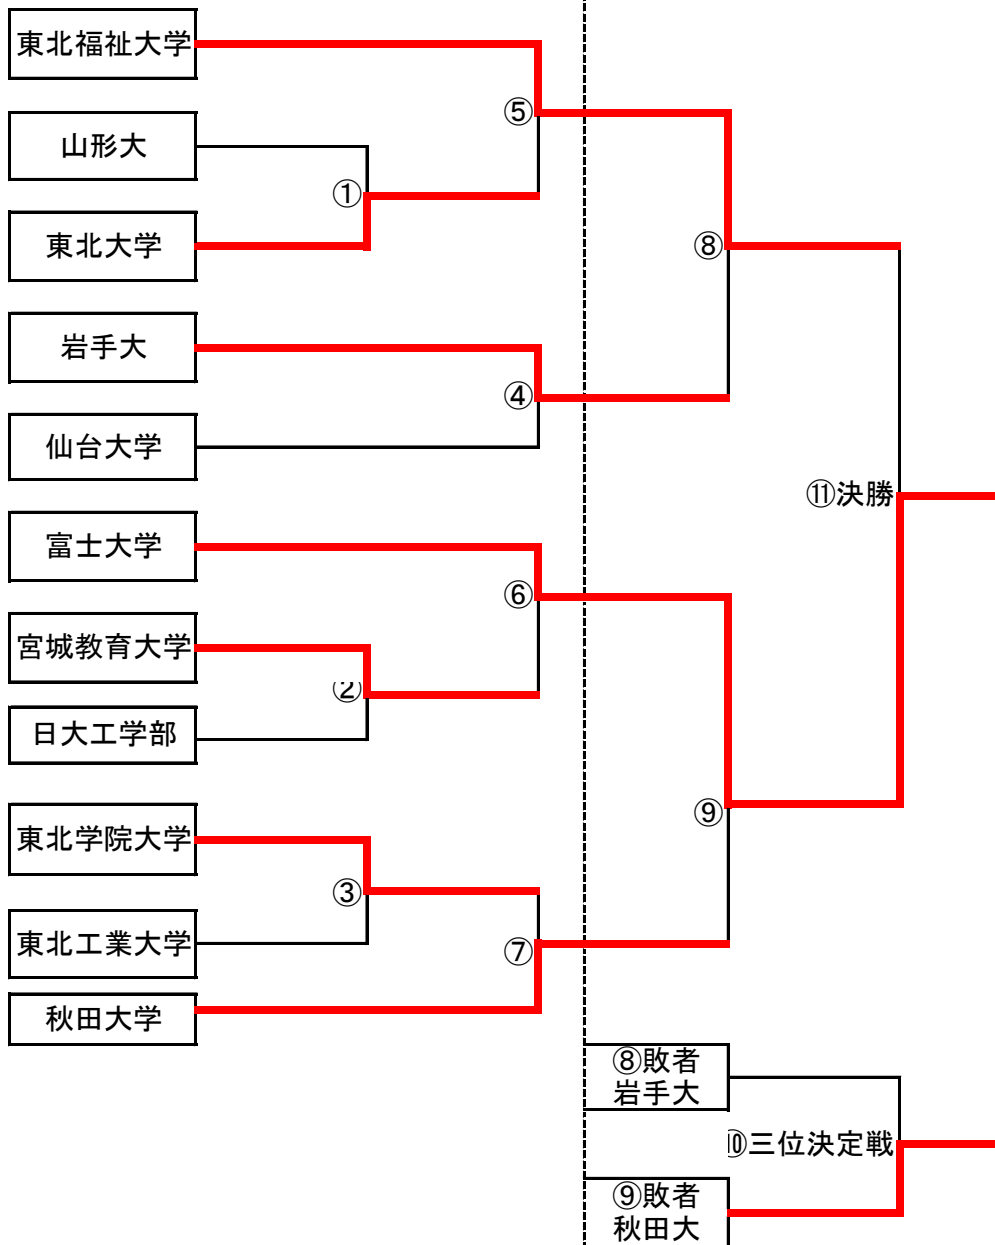 東北福祉大学
⑤
山形大
①
東北大学
⑧
岩手大
④
仙台大学
⑪決勝
富士大学
⑥
宮城教育大学
②
日大工学部
⑨
東北学院大学
③
東北工業大学
⑦
秋田大学
⑧敗者
岩手大
⑩三位決定戦
⑨敗者
秋田大